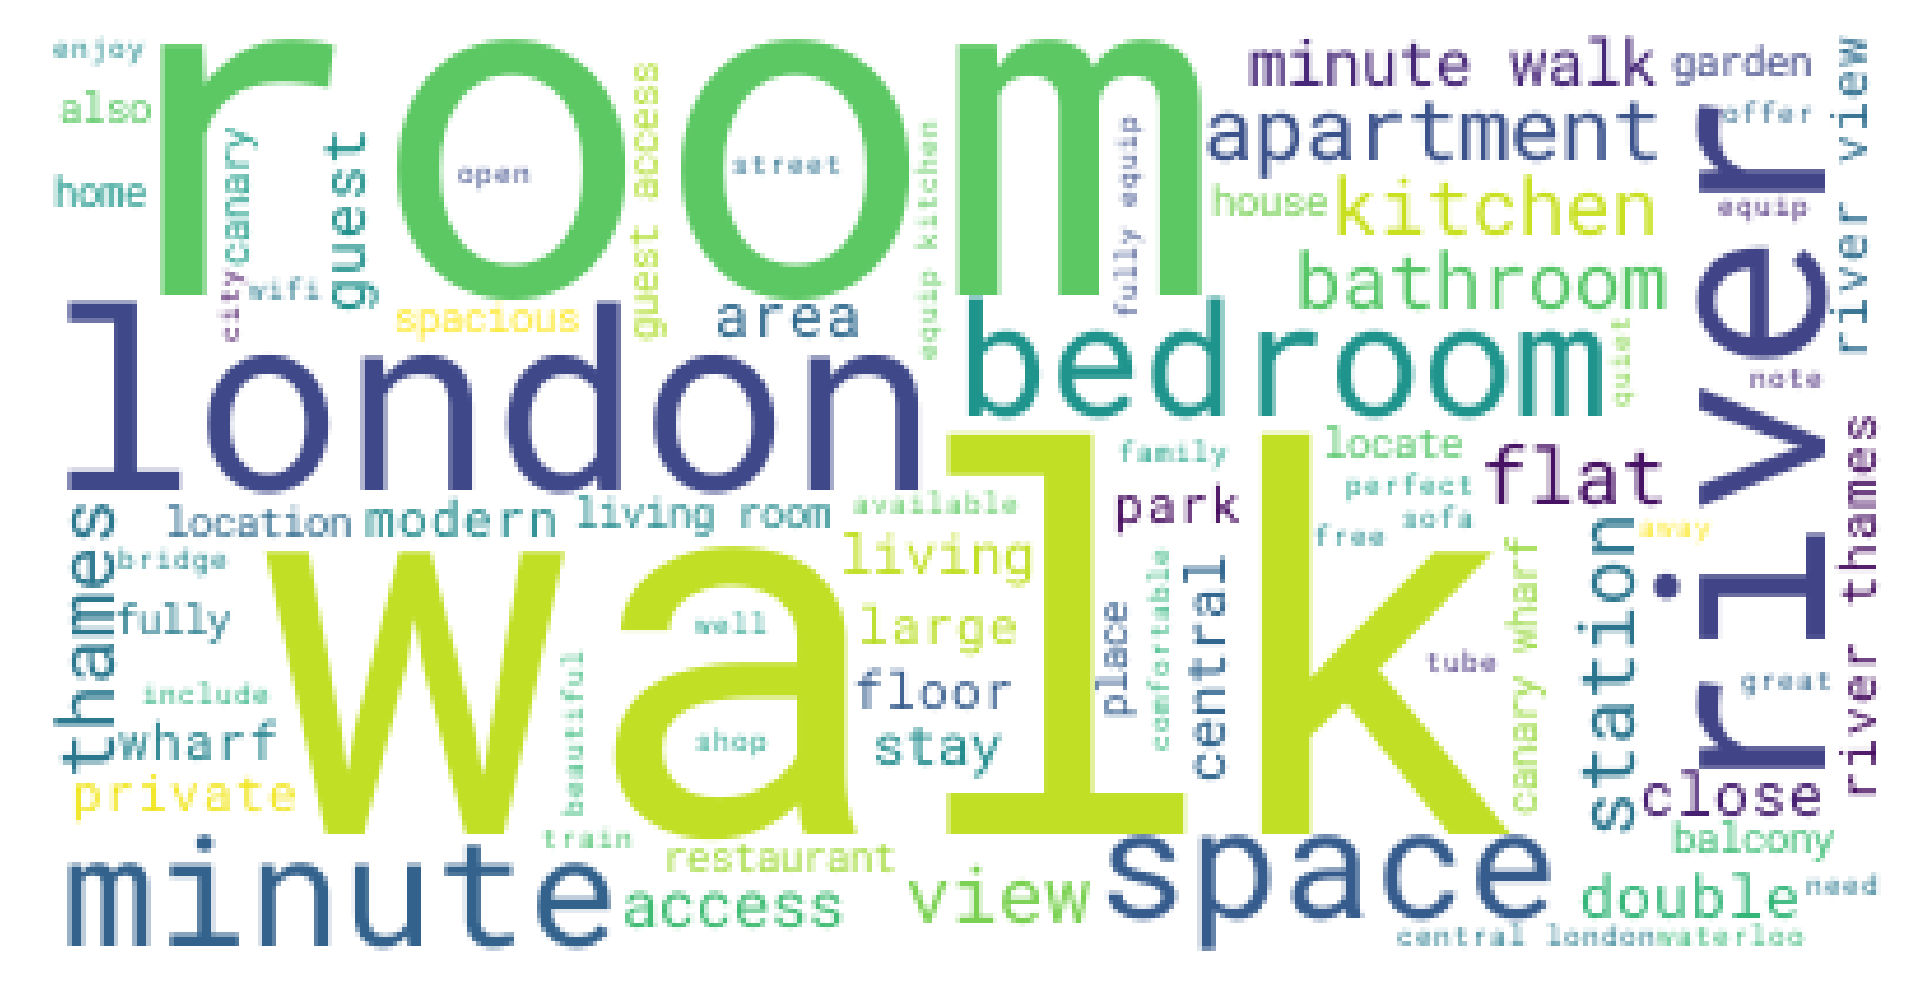 enjoy
room
minute walk
garden
river view
also
offer
apartment
canary
guest
guest access
equip kitchen
fully equip
open
street
home
house
kitchen
equip
river
city
wifi
bathroom
spacious
area
london
bedroom
quiet
note
family
locate
flat
river thames
perfect
park
sofa
away
free
location
modern
living room
available
thames
bridge
walk
living
comfortable
central
canary wharf
station
fully
well
large
place
tube
include
beautiful
floor
great
wharf
shop
stay
private
close
train
restaurant
balcony
minute
access
view
space
double
need
central london
waterloo